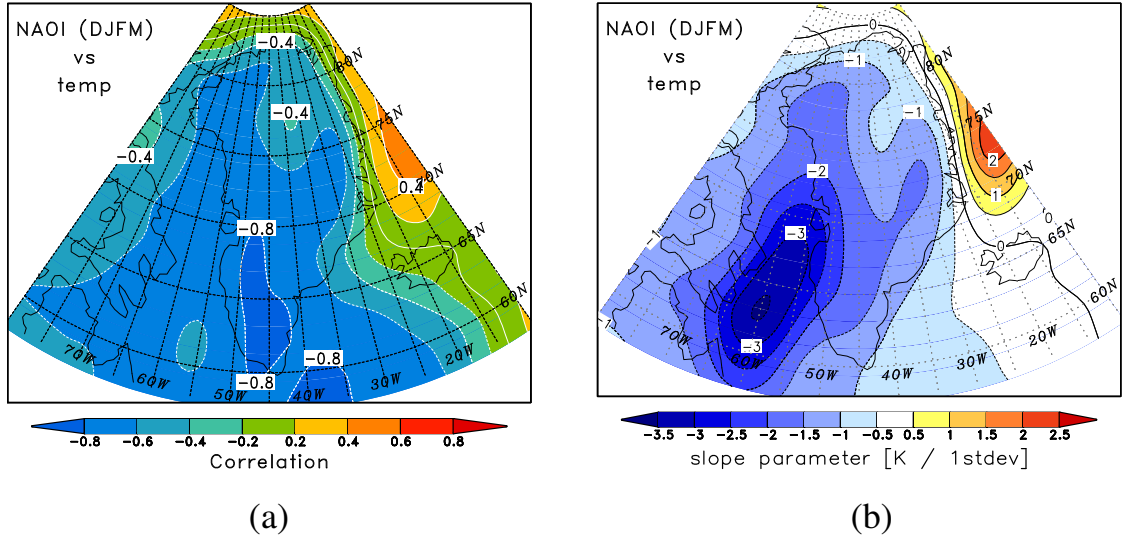 NAOI (DJFM)
vs
temp
-0.4
80N
-0.4
75N
-0.4
70N
0.4
-0.8
65N
60N
-0.8
-0.8
70W
60W
50W
40W
30W
20W
-0.8 -0.6 -0.4 -0.2 0.2 0.4 0.6 0.8
Correlation
(a)
NAOI (DJFM)
vs
temp
0
-1
80N
-1
75N
2
-2
70N
1
0
-3
65N
-1
0
60N
-1
-3
70W
60W
50W
40W
30W
20W
-3.5 -3 -2.5 -2 -1.5 -1 -0.5 0.5 1 1.5 2 2.5
slope parameter [K / 1stdev]
(b)